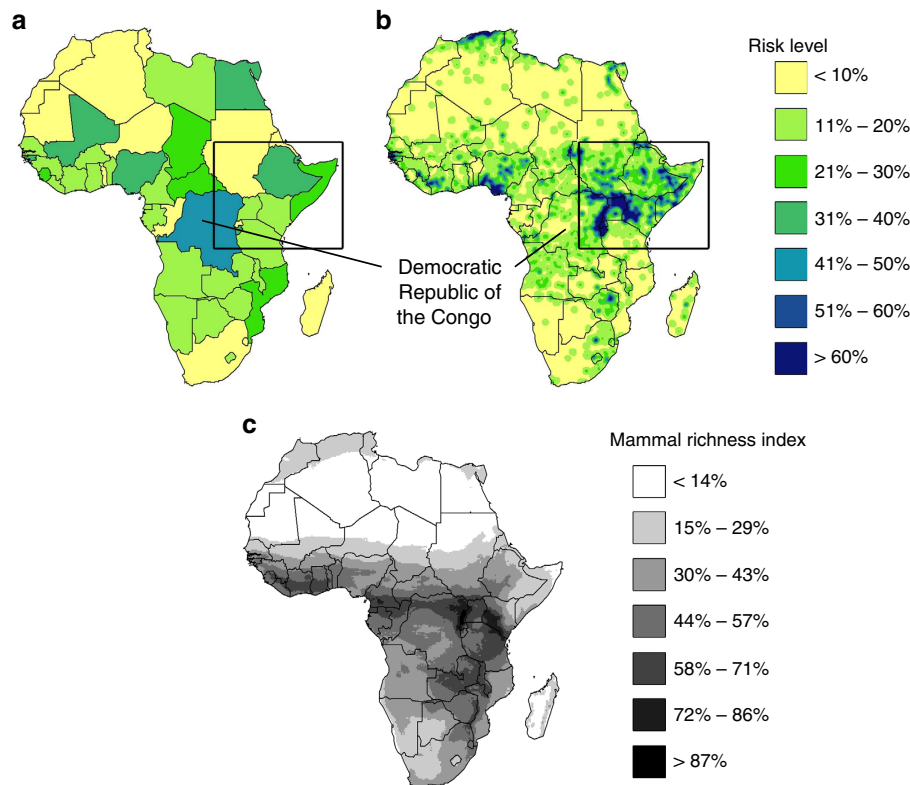 a
b
Risk level
< 10%
11% – 20%
21% – 30%
31% – 40%
41% – 50%
51% – 60%
> 60%
Democratic
Republic of
the Congo
c
Mammal richness index
< 14%
15% – 29%
30% – 43%
44% – 57%
58% – 71%
72% – 86%
> 87%